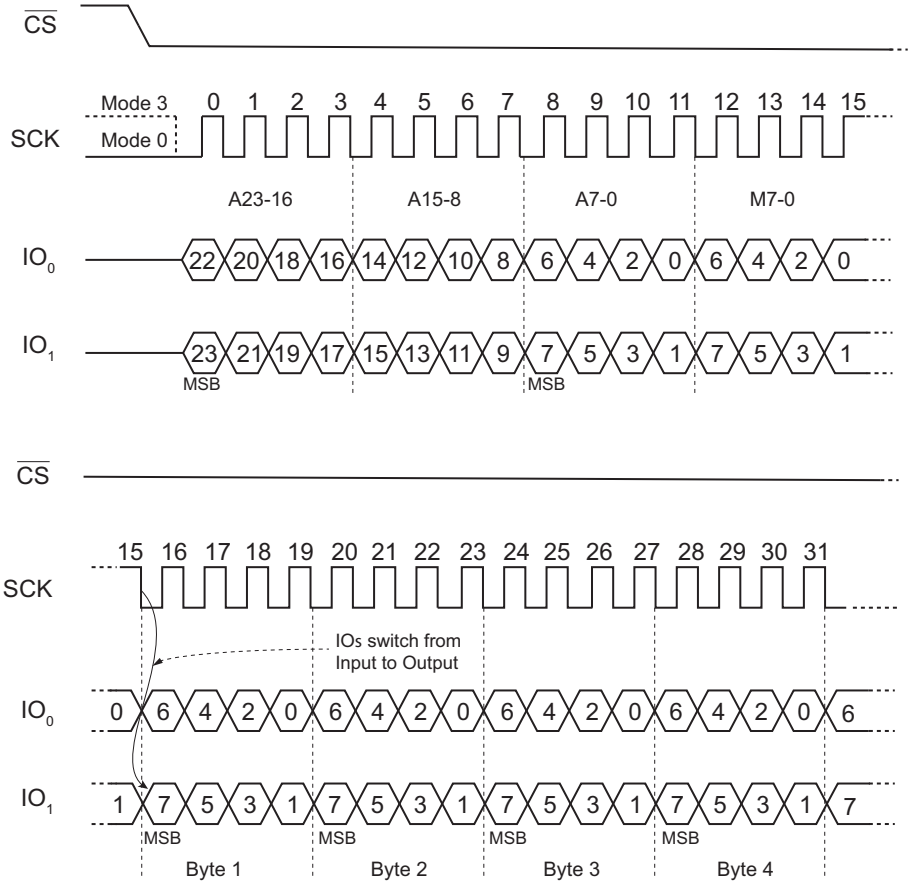 CS
Mode 3 0 1 2 3 4 5 6 7 8 9 10 11 12 13 14 15
SCK Mode 0
A23-16 A15-8 A7-0 M7-0
IO0 22 20 18 16 14 12 10 8 6 4 2 0 6 4 2 0
IO1 23 21 19 17 15 13 11 9 7 5 3 1 7 5 3 1
MSB MSB
CS
15 16 17 18 19 20 21 22 23 24 25 26 27 28 29 30 31
SCK
IOs switch from
Input to Output
IO0 0 6 4 2 0 6 4 2 0 6 4 2 0 6 4 2 0 6
IO1 1 7 5 3 1 7 5 3 1 7 5 3 1 7 5 3 1 7
MSB MSB MSB MSB
Byte 1 Byte 2 Byte 3 Byte 4